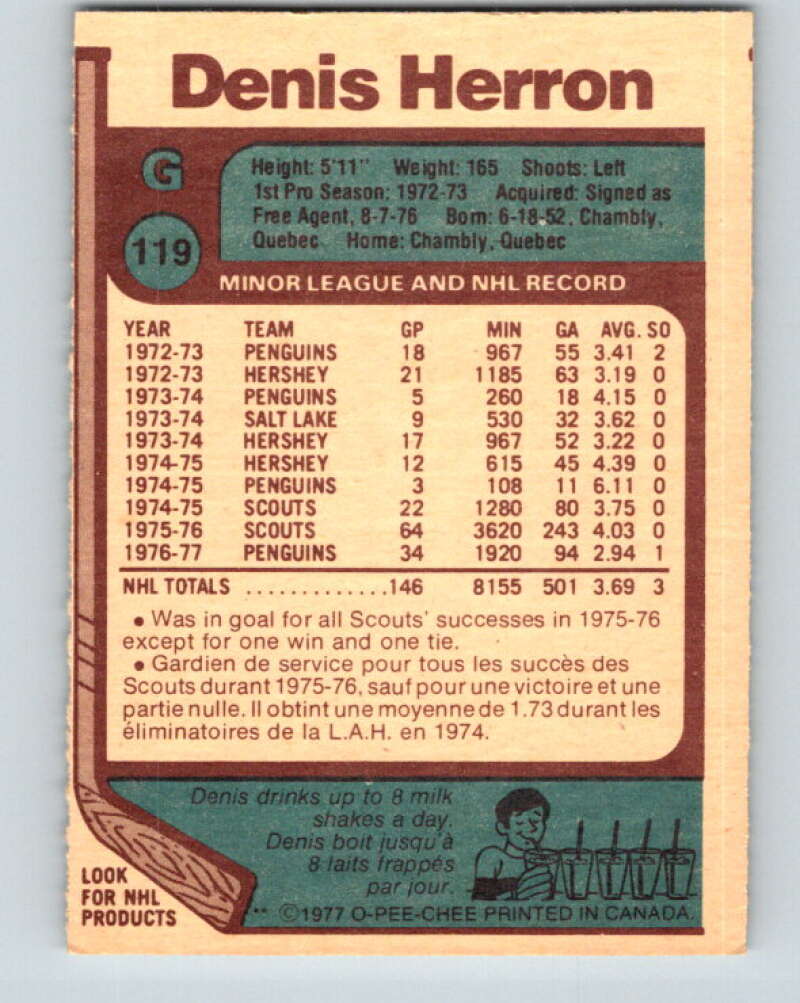 Denis Herron
G
119
Height: 5'11" Weight: 165 Shoots: Left
1st Pro Season: 1972-73 Acquired: Signed as
Free Agent, 8-7-76 Born: 6-18-52, Chambly,
Quebec Home: Chambly, Quebec
MINOR LEAGUE AND NHL RECORD
YEAR TEAM GP MIN GA AVG. SO
1972-73 PENGUINS 18 967 55 3.41 2
1972-73 HERSHEY 21 1185 63 3.19 0
1973-74 PENGUINS 5 260 18 4.15 0
1973-74 SALT LAKE 9 530 32 3.62 0
1973-74 HERSHEY 17 967 52 3.22 0
1974-75 HERSHEY 12 615 45 4.39 0
1974-75 PENGUINS 3 108 11 6.11 0
1974-75 SCOUTS 22 1280 80 3.75 0
1975-76 SCOUTS 64 3620 243 4.03 0
1976-77 PENGUINS 34 1920 94 2.94 1
NHL TOTALS .............146 8155 501 3.69 3
• Was in goal for all Scouts' successes in 1975-76
except for one win and one tie.
• Gardien de service pour tous les succès des
Scouts durant 1975-76, sauf pour une victoire et une
partie nulle. Il obtint une moyenne de 1.73 durant les
éliminatoires de la L.A.H. en 1974.
Denis drinks up to 8 milk
shakes a day.
Denis boit jusqu'à
8 laits frappés
par jour.
LOOK
FOR NHL
PRODUCTS
** ©1977 O-PEE-CHEE PRINTED IN CANADA.